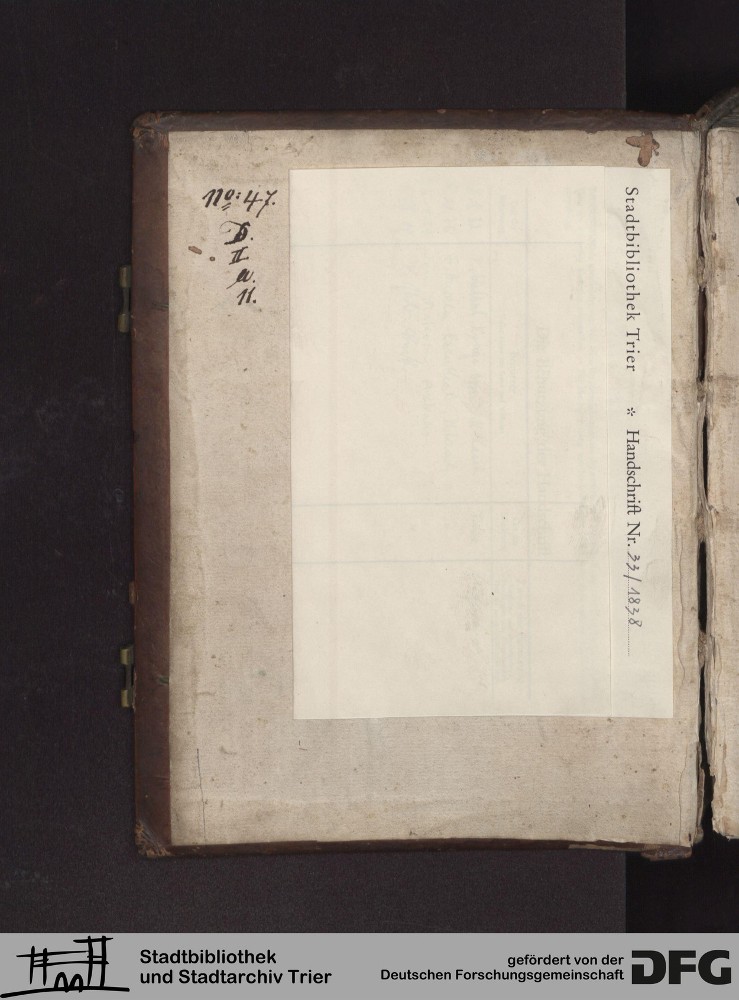 no: 47.
D.
II
a.
11.
Stadtbibliothek Trier * Handschrift Nr. 33/1838
Stadtbibliothek
und Stadtarchiv Trier
gefördert von der
Deutschen Forschungsgemeinschaft
DFG